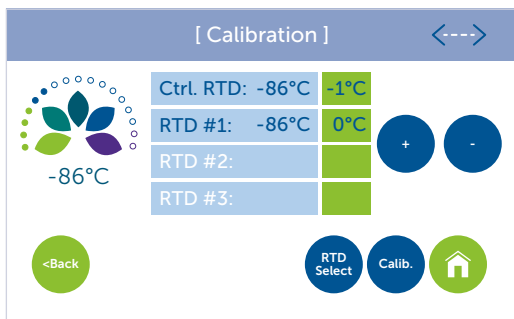 [ Calibration ]
<---->
Ctrl. RTD: -86°C -1°C
RTD #1: -86°C 0°C
RTD #2:
RTD #3:
-86°C
+
-
<Back
RTD
Select
Calib.